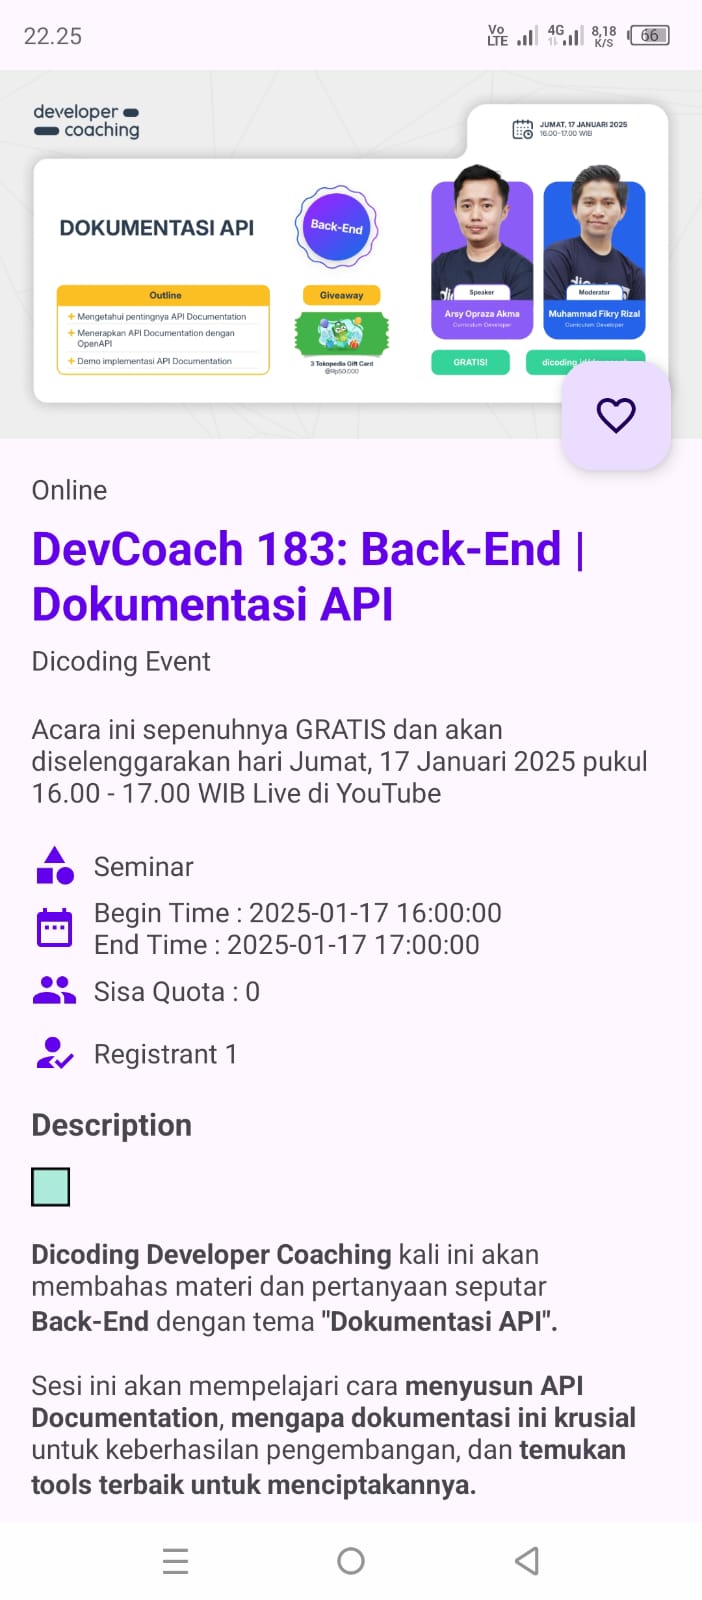 22.25
Vo
LTE
4G
8,18
K/S
66
developer
coaching
JUMAT, 17 JANUARI 2025
16.00-17.00 WIB
DOKUMENTASI API
Back-End
Outline
Mengetahui pentingnya API Documentation
Menerapkan API Documentation dengan
OpenAPI
Demo implementasi API Documentation
Giveaway
3 Tokopedia Gift Card
@Rp50.000
Speaker
Arsy Opraza Akma
Curriculum Developer
Moderator
Muhammad Fikry Rizal
Curriculum Developer
GRATIS!
Online
DevCoach 183: Back-End |
Dokumentasi API
Dicoding Event
Acara ini sepenuhnya GRATIS dan akan
diselenggarakan hari Jumat, 17 Januari 2025 pukul
16.00 - 17.00 WIB Live di YouTube
Seminar
Begin Time : 2025-01-17 16:00:00
End Time : 2025-01-17 17:00:00
Sisa Quota : 0
Registrant 1
Description
Dicoding Developer Coaching kali ini akan
membahas materi dan pertanyaan seputar
Back-End dengan tema "Dokumentasi API".
Sesi ini akan mempelajari cara menyusun API
Documentation, mengapa dokumentasi ini krusial
untuk keberhasilan pengembangan, dan temukan
tools terbaik untuk menciptakannya.